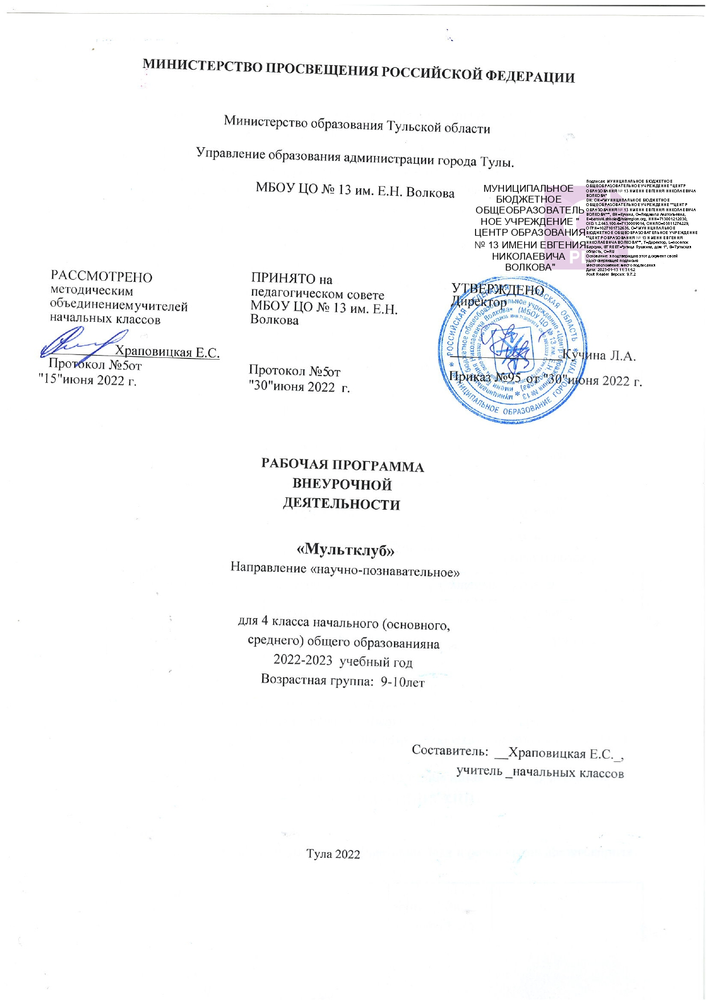 МИНИСТЕРСТВО ПРОСВЕЩЕНИЯ РОССИЙСКОЙ ФЕДЕРАЦИИ
Министерство образования Тульской области
Управление образования администрации города Тулы.
МБОУ ЦО № 13 им. Е.Н. Волкова
МУНИЦИПАЛЬНОЕ
БЮДЖЕТНОЕ
ОБЩЕОБРАЗОВАТЕЛЬ
НОЕ УЧРЕЖДЕНИЕ "
ЦЕНТР ОБРАЗОВАНИЯ
№ 13 ИМЕНИ ЕВГЕНИЯ
НИКОЛАЕВИЧА
ВОЛКОВА"
Подписан: МУНИЦИПАЛЬНОЕ БЮДЖЕТНОЕ
ОБЩЕОБРАЗОВАТЕЛЬНОЕ УЧРЕЖДЕНИЕ "ЦЕНТР
ОБРАЗОВАНИЯ № 13 ИМЕНИ ЕВГЕНИЯ НИКОЛАЕВИЧА
ВОЛКОВА"
DN: CN="МУНИЦИПАЛЬНОЕ БЮДЖЕТНОЕ
ОБЩЕОБРАЗОВАТЕЛЬНОЕ УЧРЕЖДЕНИЕ ""ЦЕНТР
ОБРАЗОВАНИЯ № 13 ИМЕНИ ЕВГЕНИЯ НИКОЛАЕВИЧА
ВОЛКОВА""", SN=Кучина, G=Людмила Анатольевна,
E=barsuki.shkola@tularegion.org, ИНН=713001212030,
OID.1.2.643.100.4=7130009014, СНИЛС=03811274229,
ОГРН=1027101732635, O="МУНИЦИПАЛЬНОЕ
БЮДЖЕТНОЕ ОБЩЕОБРАЗОВАТЕЛЬНОЕ УЧРЕЖДЕНИЕ
""ЦЕНТР ОБРАЗОВАНИЯ № 13 ИМЕНИ ЕВГЕНИЯ
НИКОЛАЕВИЧА ВОЛКОВА""", T=Директор, L=поселок
Барсуки, STREET="улица Пушкина, дом 1", S=Тульская
область, C=RU
Основание: я подтверждаю этот документ своей
удостоверяющей подписью
Местоположение: место подписания
Дата: 2023-01-13 11:31:52
Foxit Reader Версия: 9.7.2
РАССМОТРЕНО
методическим
объединениемучителей
начальных классов
Храповицкая Е.С.
Протокол №5от
"15"июня 2022 г.
ПРИНЯТО на
педагогическом совете
МБОУ ЦО № 13 им. Е.Н.
Волкова
Протокол №5от
"30"июня 2022 г.
УТВЕРЖДЕНО
Директор
Кучина Л.А.
Приказ №95 от "30"июня 2022 г.
РОССИЙСКАЯ ФЕДЕРАЦИЯ * ТУЛЬСКАЯ ОБЛАСТЬ * МУНИЦИПАЛЬНОЕ ОБРАЗОВАНИЕ ГОРОД ТУЛА *
РАБОЧАЯ ПРОГРАММА
ВНЕУРОЧНОЙ
ДЕЯТЕЛЬНОСТИ
«Мультклуб»
Направление «научно-познавательное»
для 4 класса начального (основного,
среднего) общего образованияна
2022-2023 учебный год
Возрастная группа: 9-10лет
Составитель: __Храповицкая Е.С._,
учитель _начальных классов
Тула 2022